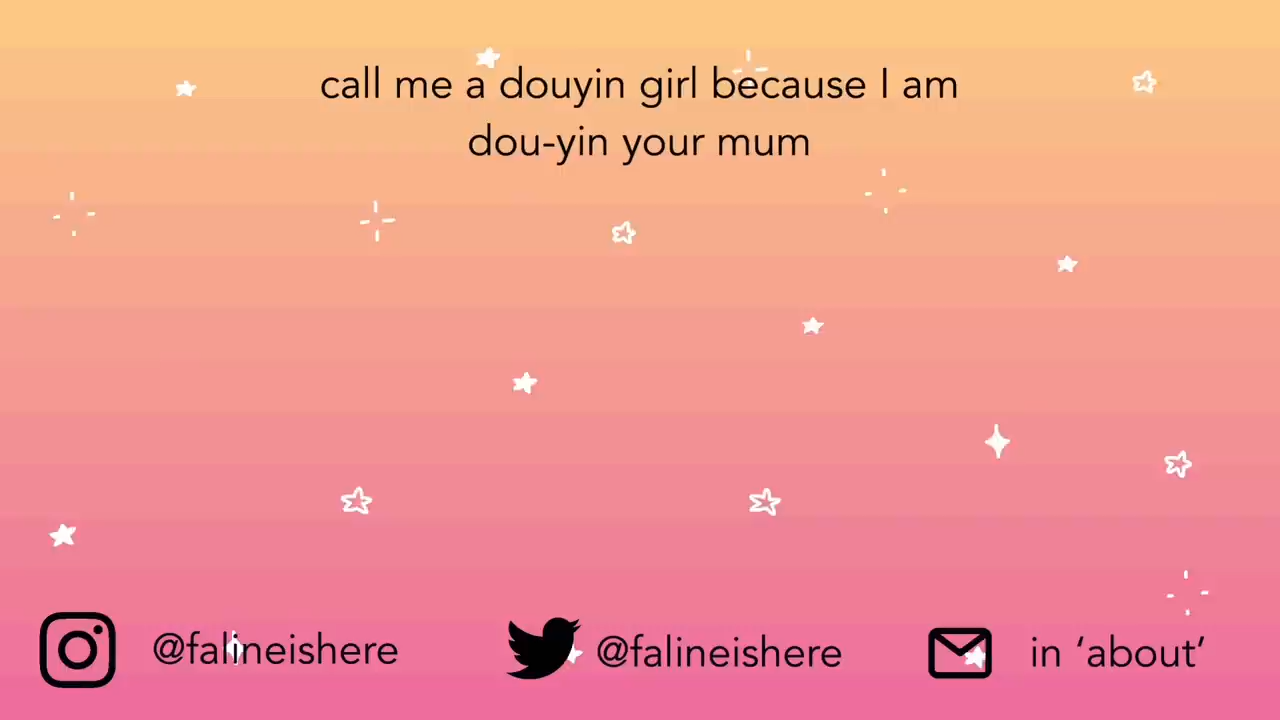 call me a douyin girl because I am
dou-yin your mum
@falineishere
@falineishere
in ‘about’